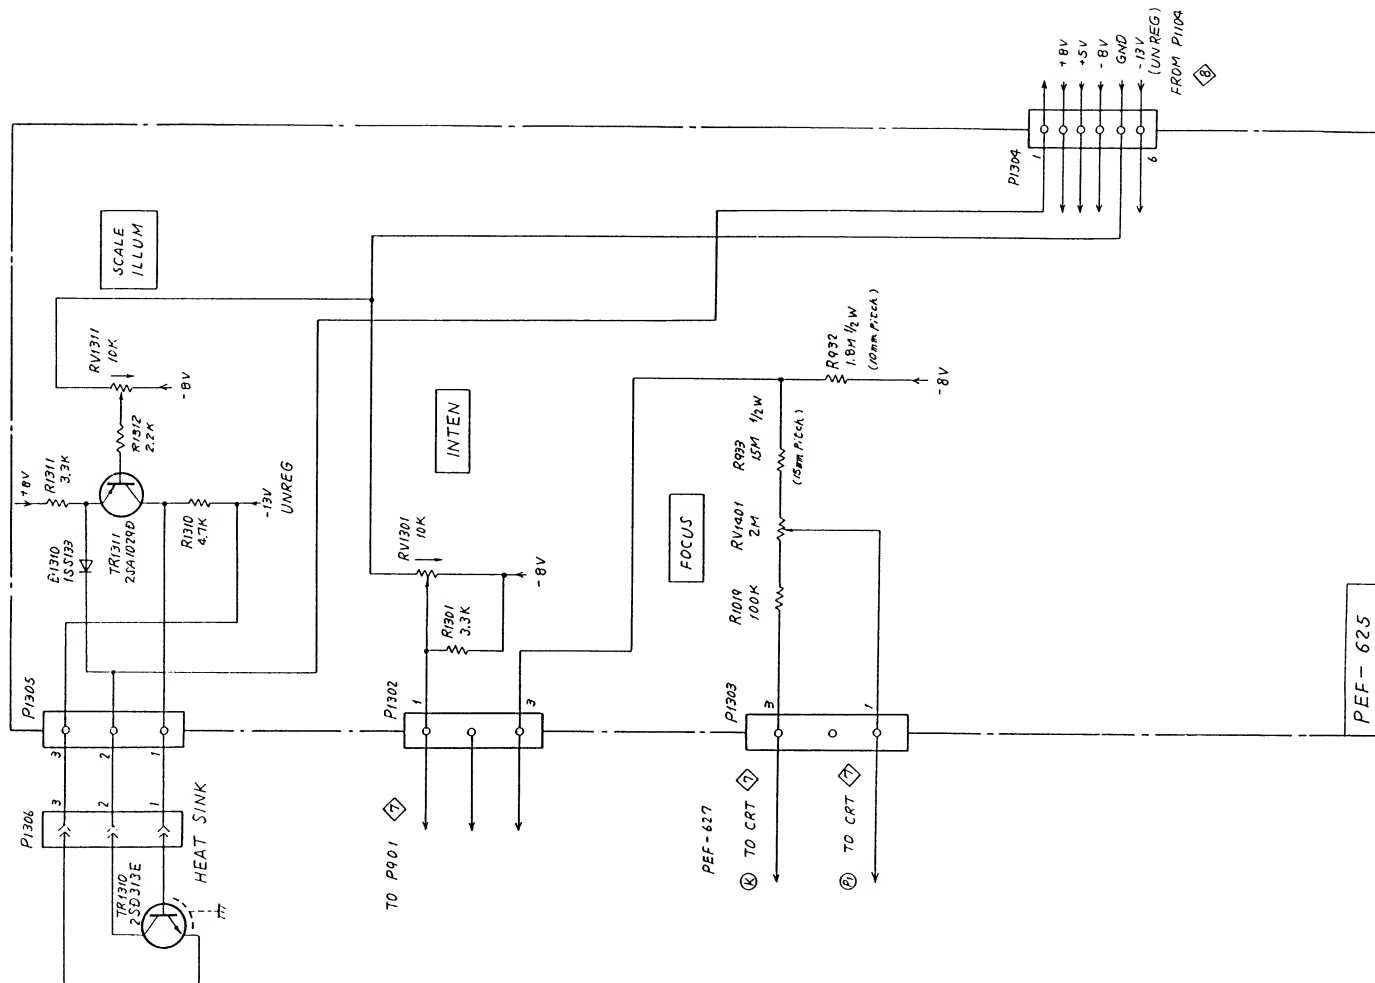 P1306
3
2
1
TR1310
2SD313E
HEAT SINK
P1305
3
2
1
+8V
R1311
3.3K
TR1311
2SA1029D
1SS133
R1310
4.7K
-13V
UNREG
R1312
2.2K
RV1311
10K
-8V
SCALE
ILLUM
TO P901
7
P1302
1
3
R1301
3.3K
RV1301
10K
-8V
INTEN
PEF-627
K TO CRT 7
P1 TO CRT 7
P1303
3
1
R1019
100K
RV1401
2M
R933
15M 1/2W
(15mm Pitch)
FOCUS
R932
1.8M 1/2W
(10mm Pitch)
-8V
P1304
1
6
+8V
+5V
-8V
GND
-13V
(UNREG)
FROM P1104
8
PEF-625